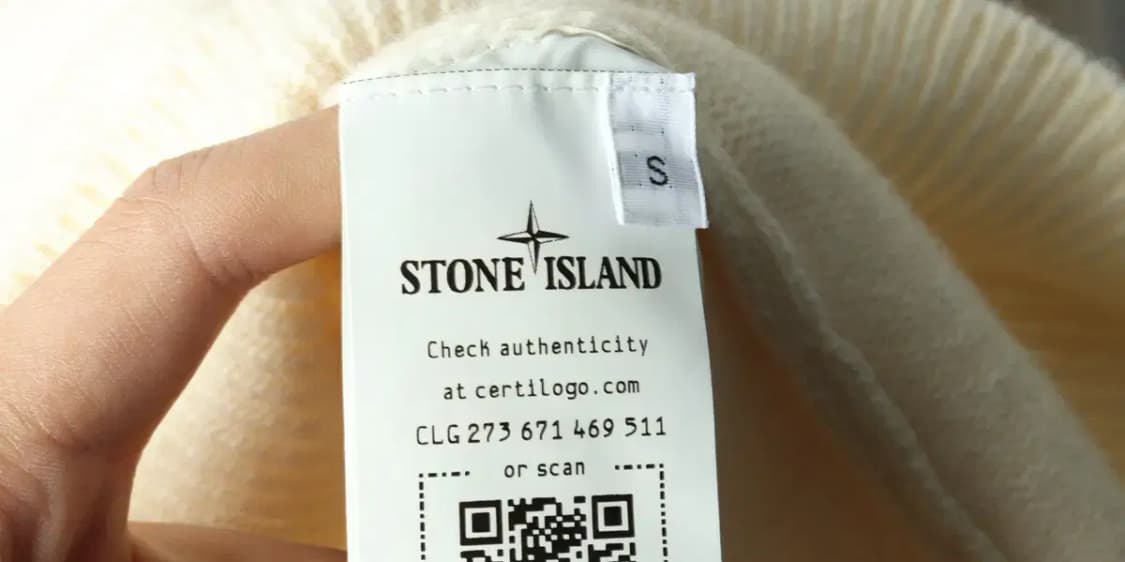 S
STONE ISLAND
Check authenticity
at certilogo.com
CLG 273 671 469 511
or scan